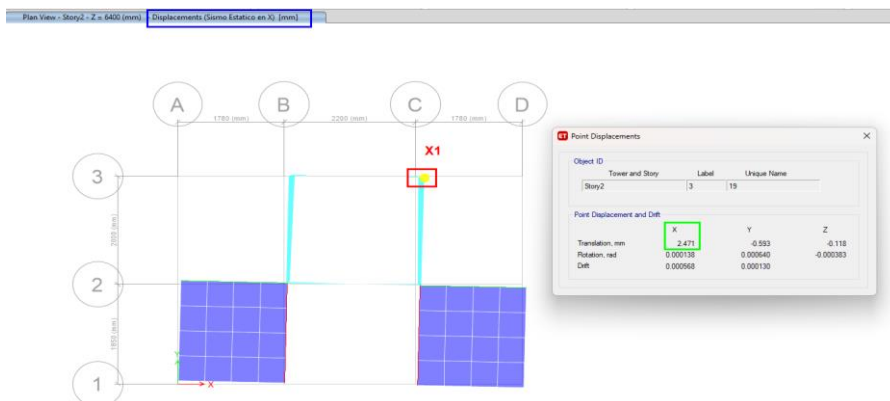 Plan View - Story2 - Z = 6400 (mm) Displacements (Sismo Estatico en X) [mm]
A B C D
1780 (mm) 2200 (mm) 1780 (mm)
X1
3
2000 (mm)
2
1850 (mm)
Y
X
1
ET Point Displacements
Object ID
Tower and Story Label Unique Name
Story2 3 19
Point Displacement and Drift
X Y Z
Translation, mm 2.471 -0.593 -0.118
Rotation, rad 0.000138 0.000640 -0.000383
Drift 0.000568 0.000130